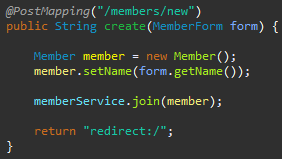 @PostMapping("/members/new")
public String create(MemberForm form) {
Member member = new Member();
member.setName(form.getName());
memberService.join(member);
return "redirect:/";
}